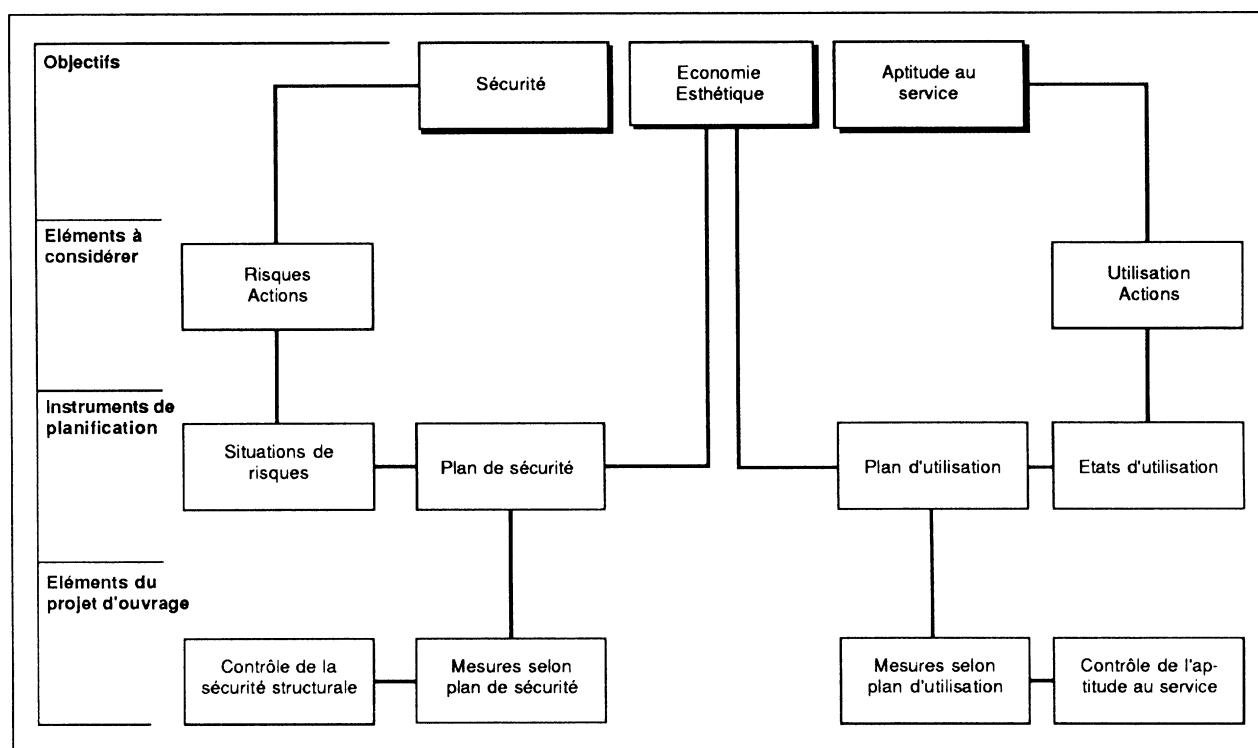 Objectifs
Sécurité
Economie
Esthétique
Aptitude au
service
Eléments à
considérer
Risques
Actions
Utilisation
Actions
Instruments de
planification
Situations de
risques
Plan de sécurité
Plan d'utilisation
Etats d'utilisation
Eléments du
projet d'ouvrage
Contrôle de la
sécurité structurale
Mesures selon
plan de sécurité
Mesures selon
plan d'utilisation
Contrôle de l'ap-
titude au service